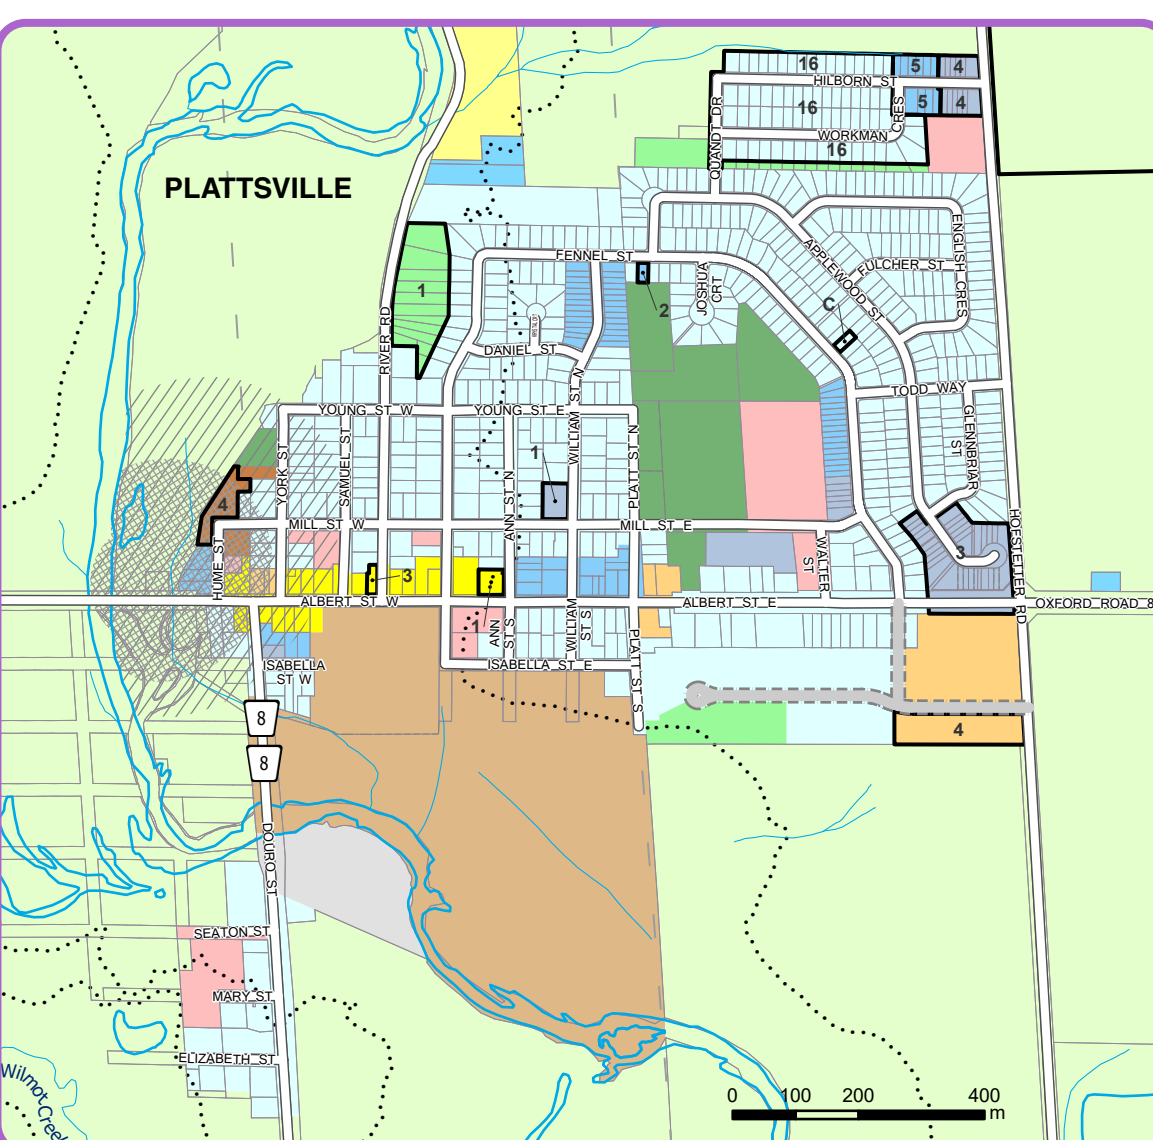 16
5
4
HILBORN ST
16
5
4
QUANDT DR
CRES
WORKMAN
16
PLATTSVILLE
ENGLISH CRES
FENNEL ST
APPLEWOOD ST
FULCHER ST
JOSHUA
CRT
1
2
C
RIVER RD
DANIEL ST
WILLIAM ST N
TODD WAY
YOUNG ST W
YOUNG ST E
GLENNBRIAR
ST
SAMUEL ST
YORK ST
1
PLATT ST N
ANN ST N
4
MILL ST W
MILL ST E
HOFSTETTER RD
3
HUME ST
WALTER
ST
3
ALBERT ST W
ALBERT ST E
OXFORD ROAD 8
1
ANN
ST S
WILLIAM
ST S
PLATT ST S
ISABELLA
ST W
ISABELLA ST E
8
4
8
DOURO ST
SEATON ST
MARY ST
ELIZABETH ST
Wilmot Creek
0
100
200
400
m